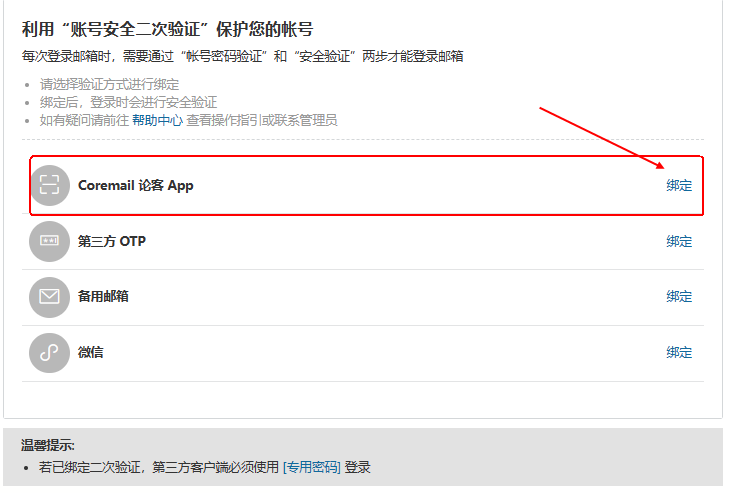 利用“账号安全二次验证”保护您的帐号
每次登录邮箱时，需要通过“帐号密码验证”和“安全验证”两步才能登录邮箱
请选择验证方式进行绑定
绑定后，登录时会进行安全验证
如有疑问请前往 帮助中心 查看操作指引或联系管理员
Coremail 论客 App 绑定
第三方 OTP 绑定
备用邮箱 绑定
微信 绑定
温馨提示:
若已绑定二次验证，第三方客户端必须使用 [专用密码] 登录